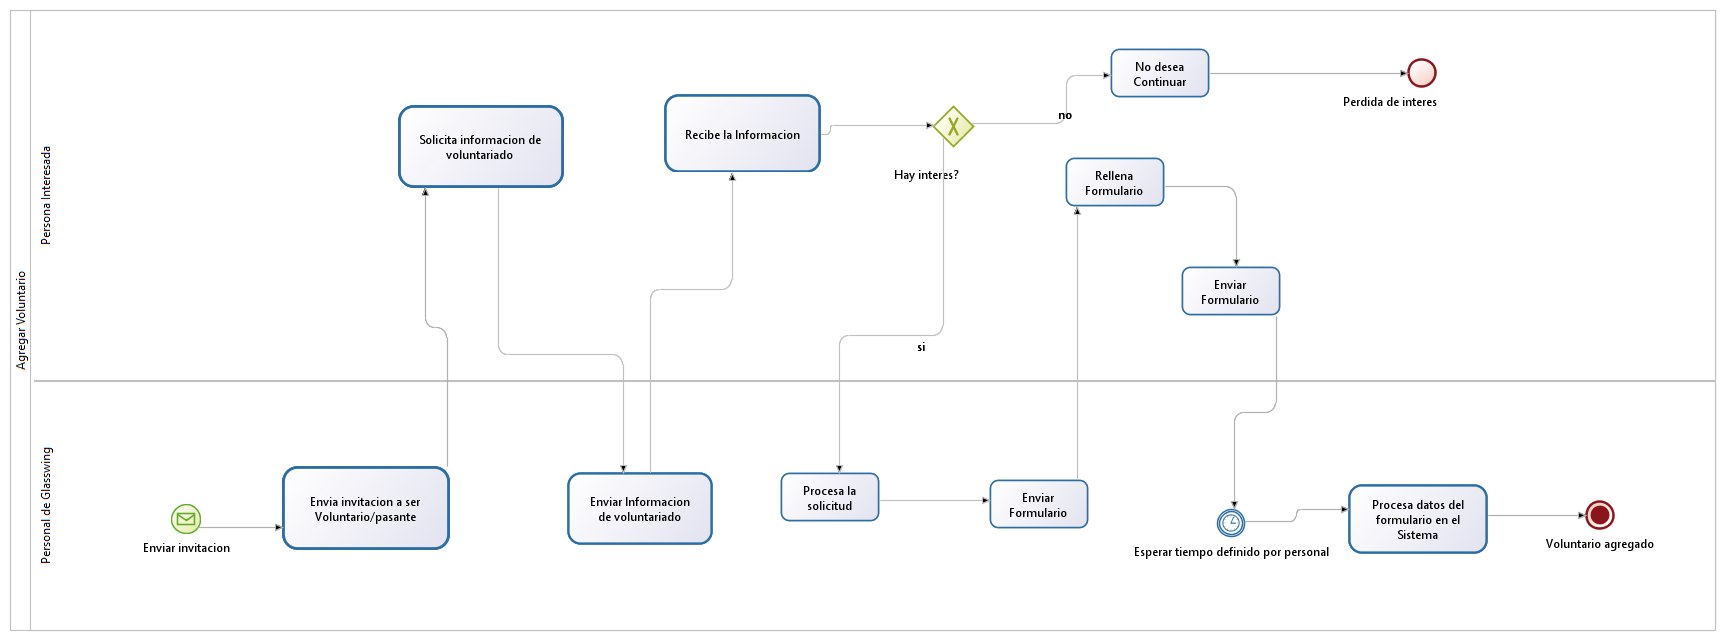 Agregar Voluntario
Persona Interesada
Solicita informacion de
voluntariado
Recibe la Informacion
Hay interes?
no
si
No desea
Continuar
Perdida de interes
Rellena
Formulario
Enviar
Formulario
Personal de Glasswing
Enviar invitacion
Envia invitacion a ser
Voluntario/pasante
Enviar Informacion
de voluntariado
Procesa la
solicitud
Enviar
Formulario
Esperar tiempo definido por personal
Procesa datos del
formulario en el
Sistema
Voluntario agregado